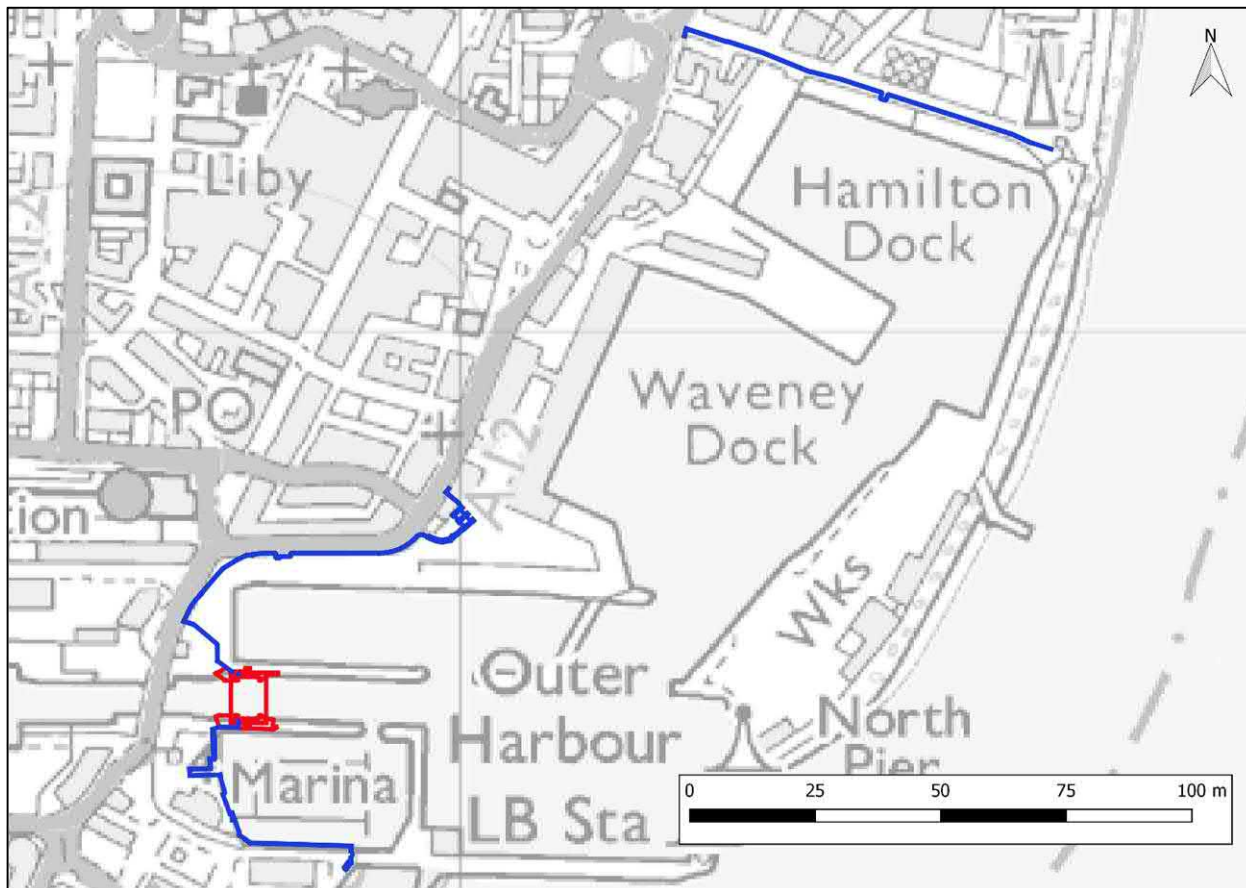 N
Hamilton
Dock
Liby
A12
Waveney
Dock
PO
A12
tion
Wks
Outer
Harbour
North
Pier
Marina
LB Sta
0 25 50 75 100 m